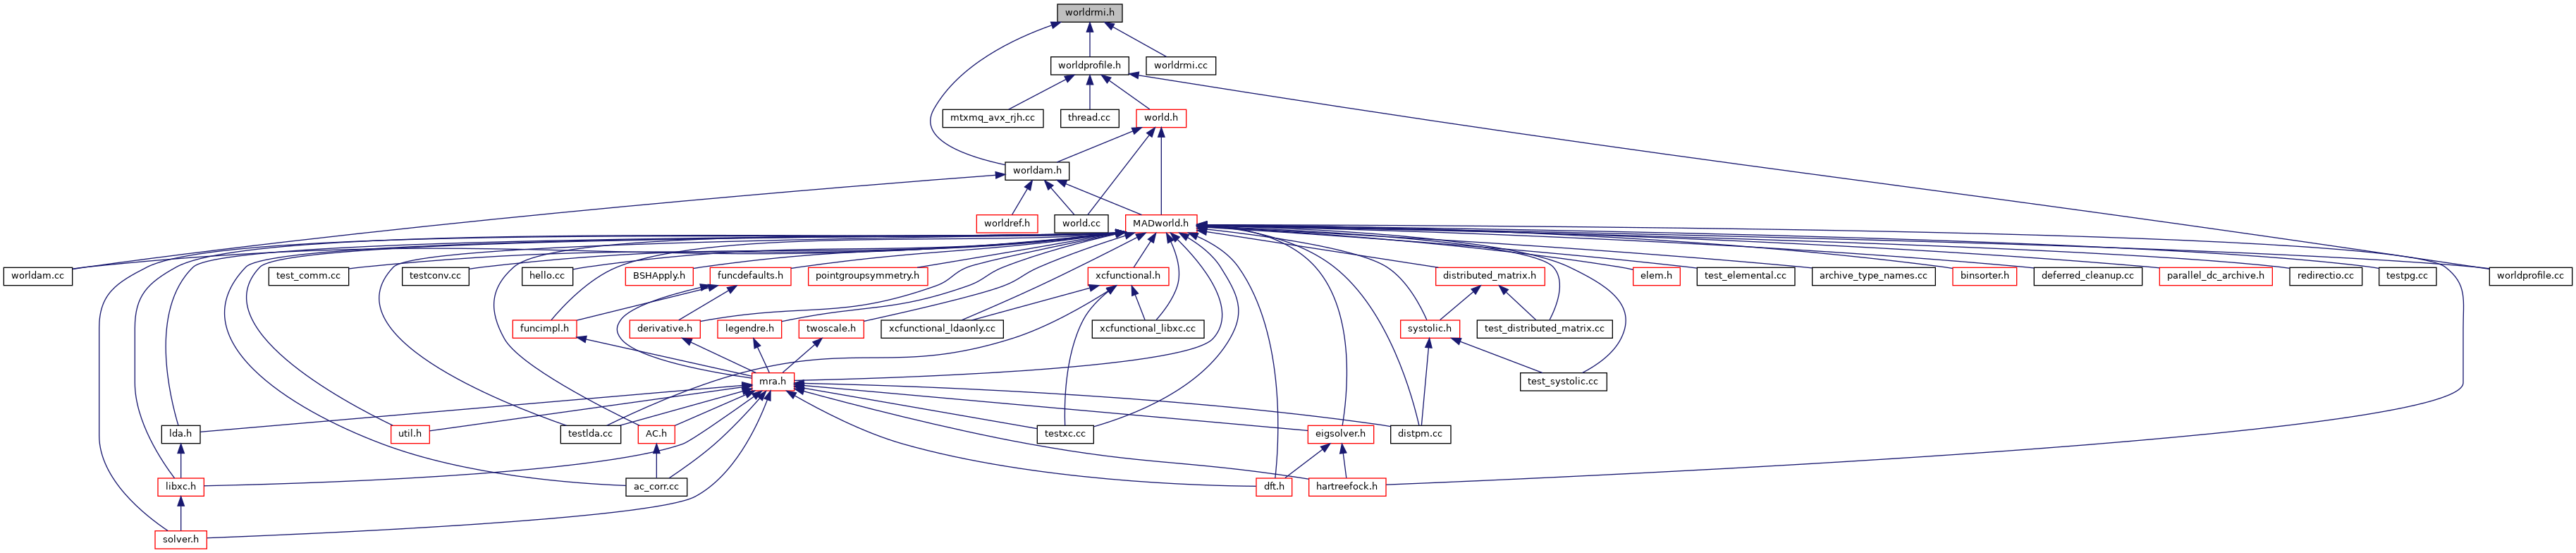 worldrmi.h
worldprofile.h
worldrmi.cc
mtxmq_avx_rjh.cc
thread.cc
world.h
worldam.h
worldref.h
world.cc
MADworld.h
worldam.cc
test_comm.cc
testconv.cc
hello.cc
BSHApply.h
funcdefaults.h
pointgroupsymmetry.h
xcfunctional.h
distributed_matrix.h
elem.h
test_elemental.cc
archive_type_names.cc
binsorter.h
deferred_cleanup.cc
parallel_dc_archive.h
redirectio.cc
testpg.cc
worldprofile.cc
funcimpl.h
derivative.h
legendre.h
twoscale.h
xcfunctional_ldaonly.cc
xcfunctional_libxc.cc
systolic.h
test_distributed_matrix.cc
mra.h
test_systolic.cc
lda.h
util.h
testlda.cc
AC.h
testxc.cc
eigsolver.h
distpm.cc
libxc.h
ac_corr.cc
dft.h
hartreefock.h
solver.h